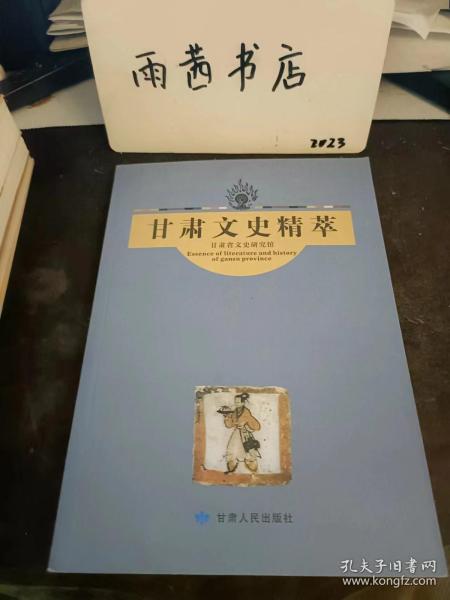 雨茜书店
2023
甘肃文史精萃
甘肃省文史研究馆
Essence of literature and history
of gansu province
甘肃人民出版社
孔夫子旧书网
www.kongfz.com